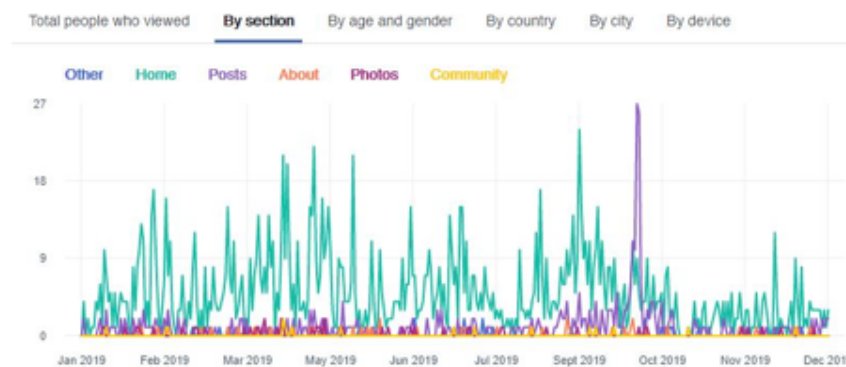 Total people who viewed By section By age and gender By country By city By device
Other Home Posts About Photos Community
27
18
9
0
Jan 2019 Feb 2019 Mar 2019 May 2019 Jun 2019 Jul 2019 Sept 2019 Oct 2019 Nov 2019 Dec 201